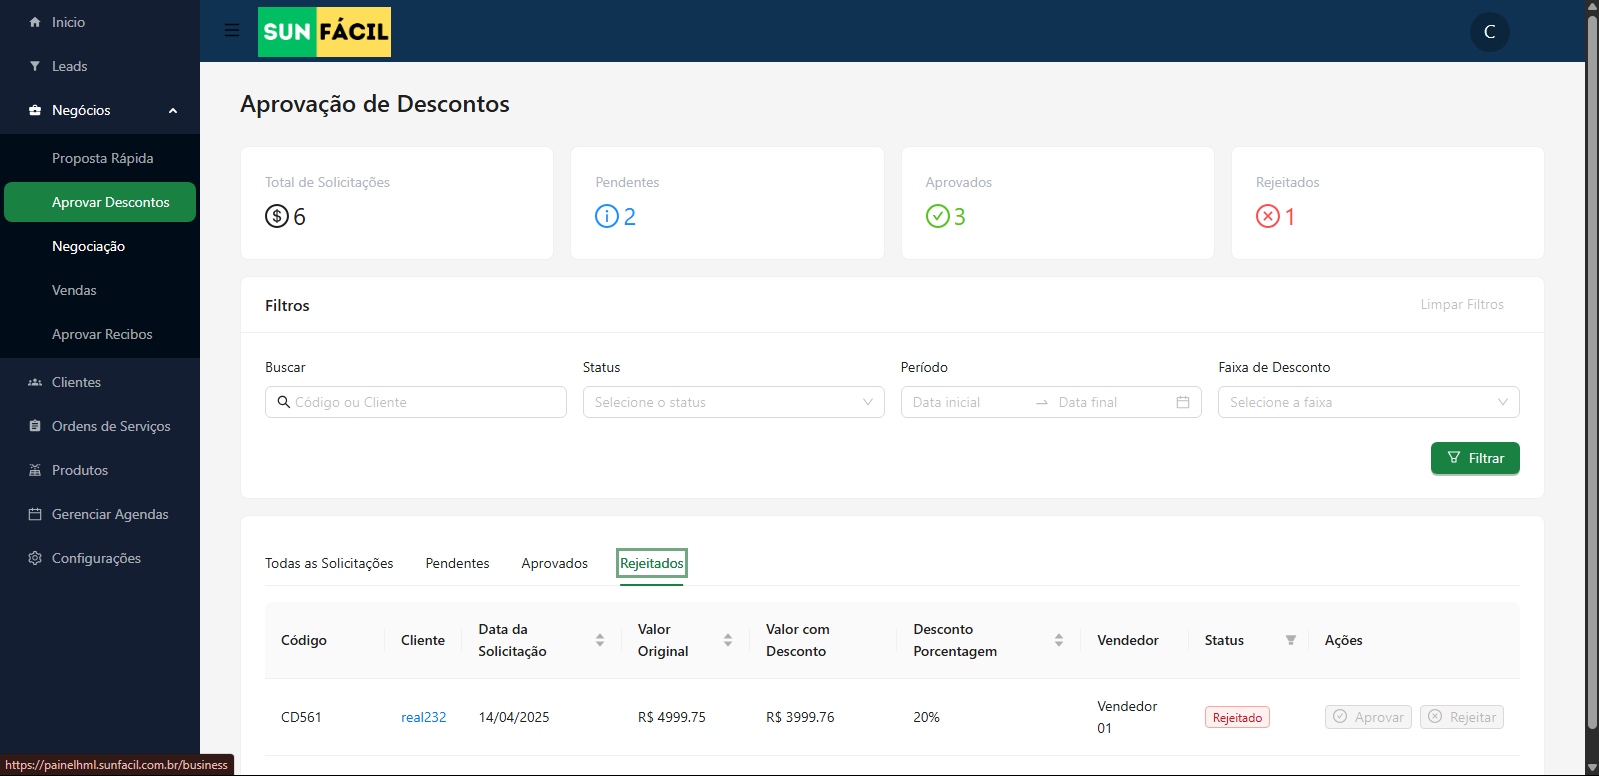 Inicio
Leads
Negócios
Proposta Rápida
Aprovar Descontos
Negociação
Vendas
Aprovar Recibos
Clientes
Ordens de Serviços
Produtos
Gerenciar Agendas
Configurações
https://painelhml.sunfacil.com.br/business
SUN FÁCIL
C
Aprovação de Descontos
Total de Solicitações
6
Pendentes
2
Aprovados
3
Rejeitados
1
Filtros
Limpar Filtros
Buscar
Código ou Cliente
Status
Selecione o status
Período
Data inicial
Data final
Faixa de Desconto
Selecione a faixa
Filtrar
Todas as Solicitações
Pendentes
Aprovados
Rejeitados
Código
Cliente
Data da
Solicitação
Valor
Original
Valor com
Desconto
Desconto
Porcentagem
Vendedor
Status
Ações
CD561
real232
14/04/2025
R$ 4999.75
R$ 3999.76
20%
Vendedor
01
Rejeitado
Aprovar
Rejeitar